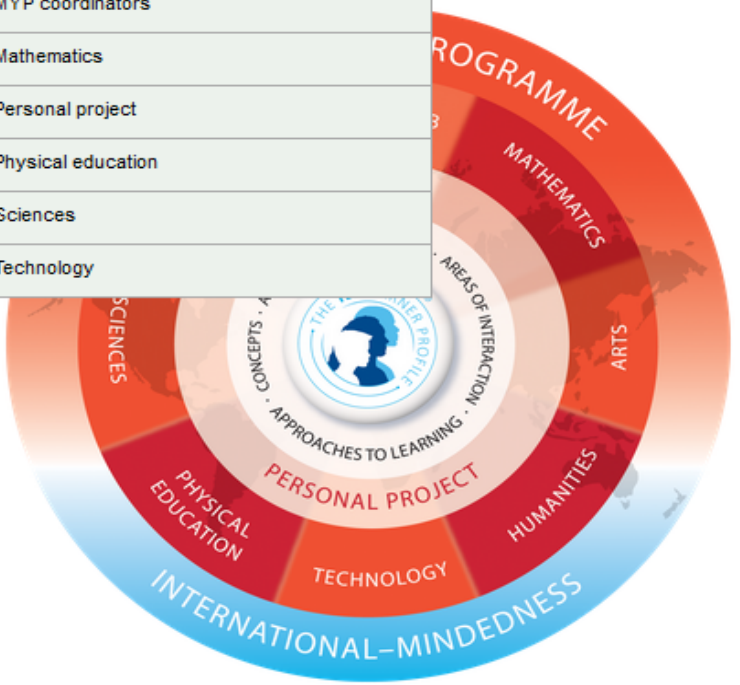 MYP coordinators
Mathematics
Personal project
Physical education
Sciences
Technology
ROGRAMME
B
MATHEMATICS
SCIENCES
ARTS
PHYSICAL
EDUCATION
TECHNOLOGY
HUMANITIES
AREAS OF INTERACTION ·
CONCEPTS ·
APPROACHES TO LEARNING ·
THE
RNER PROFILE
PERSONAL PROJECT
INTERNATIONAL–MINDEDNESS